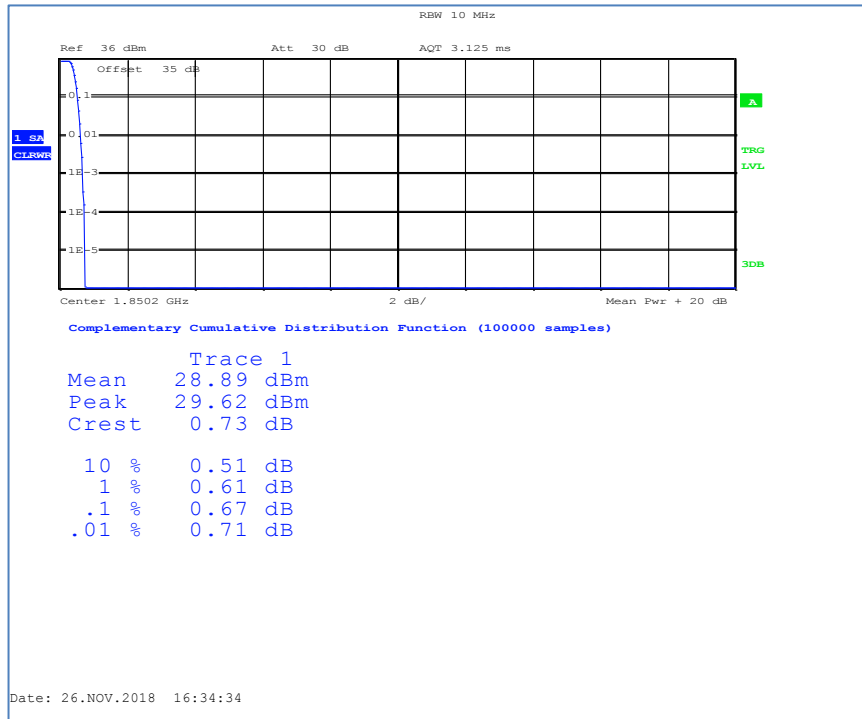 RBW 10 MHz
Ref 36 dBm Att 30 dB AQT 3.125 ms
Offset 35 dB
0.1
A
0.01
1 SA
CLRWR
TRG
LVL
1E-3
1E-4
1E-5
3DB
Center 1.8502 GHz 2 dB/ Mean Pwr + 20 dB
Complementary Cumulative Distribution Function (100000 samples)
Trace 1
Mean 28.89 dBm
Peak 29.62 dBm
Crest 0.73 dB
10 % 0.51 dB
1 % 0.61 dB
.1 % 0.67 dB
.01 % 0.71 dB
Date: 26.NOV.2018 16:34:34